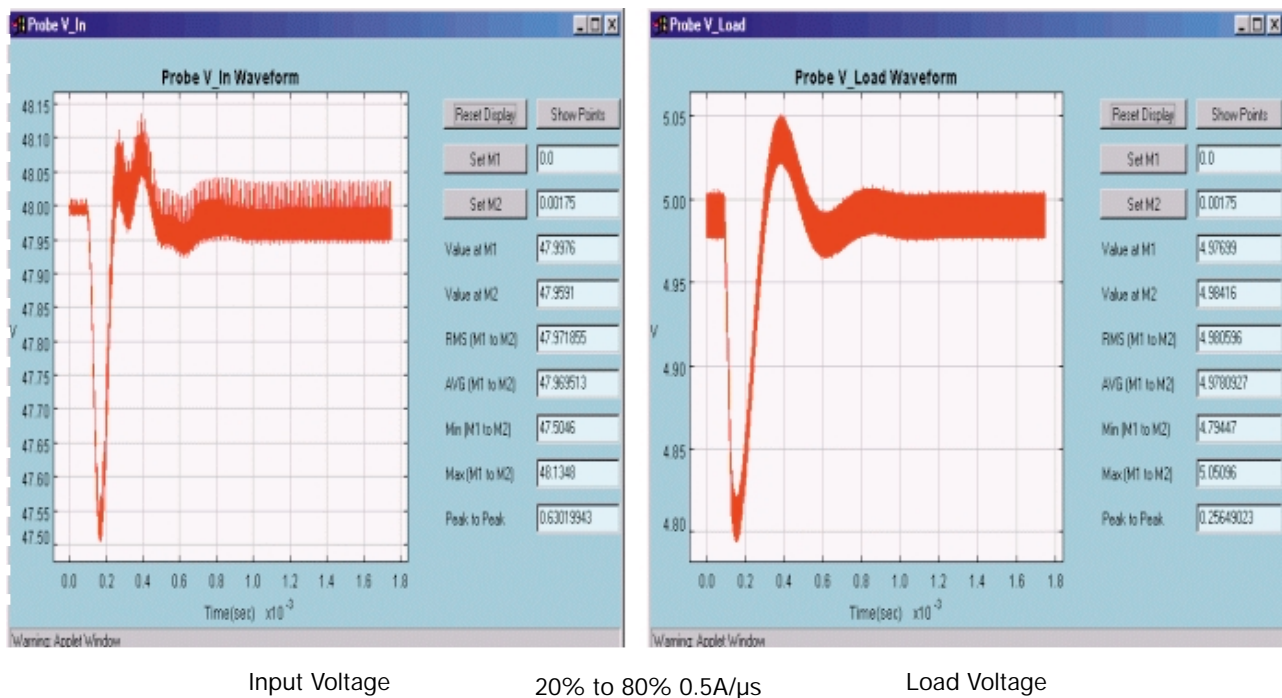 Probe V_In
Probe V_In Waveform
48.15
48.10
48.05
48.00
47.95
47.90
47.85
47.80
47.75
47.70
47.65
47.60
47.55
47.50
V
0.0 0.2 0.4 0.6 0.8 1.0 1.2 1.4 1.6 1.8
Time(sec) x10-3
Reset Display Show Points
Set M1 0.0
Set M2 0.00175
Value at M1 47.9976
Value at M2 47.9591
RMS (M1 to M2) 47.971855
AVG (M1 to M2) 47.969513
Min (M1 to M2) 47.5046
Max (M1 to M2) 48.1348
Peak to Peak 0.63019943
Warning: Applet Window
Probe V_Load
Probe V_Load Waveform
5.05
5.00
4.95
4.90
4.85
4.80
V
0.0 0.2 0.4 0.6 0.8 1.0 1.2 1.4 1.6 1.8
Time(sec) x10-3
Reset Display Show Points
Set M1 0.0
Set M2 0.00175
Value at M1 4.97699
Value at M2 4.98416
RMS (M1 to M2) 4.980596
AVG (M1 to M2) 4.9780927
Min (M1 to M2) 4.79447
Max (M1 to M2) 5.05096
Peak to Peak 0.25649023
Warning: Applet Window
Input Voltage 20% to 80% 0.5A/µs Load Voltage